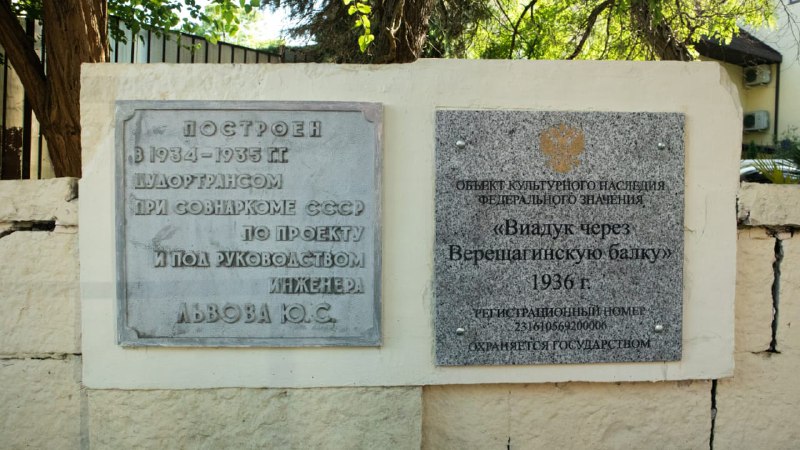 ПОСТРОЕН
В 1934-1935 Г.Г.
ЦУДОРТРАНСОМ
ПРИ СОВНАРКОМЕ СССР
ПО ПРОЕКТУ
И ПОД РУКОВОДСТВОМ
ИНЖЕНЕРА
ЛЬВОВА Ю.С.
ОБЪЕКТ КУЛЬТУРНОГО НАСЛЕДИЯ
ФЕДЕРАЛЬНОГО ЗНАЧЕНИЯ
«Виадук через
Верещагинскую балку»
1936 г.
РЕГИСТРАЦИОННЫЙ НОМЕР
231610569200006
ОХРАНЯЕТСЯ ГОСУДАРСТВОМ